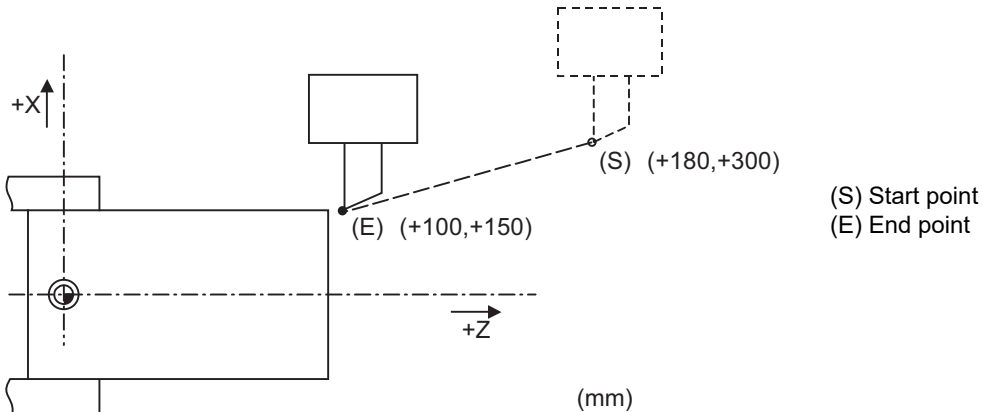 +X
(S) (+180,+300)
(S) Start point
(E) (+100,+150)
(E) End point
+Z
(mm)